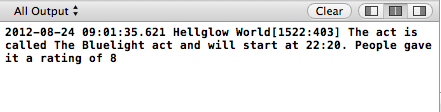 All Output
Clear
2012-08-24 09:01:35.621 Hellglow World[1522:403] The act is
called The Bluelight act and will start at 22:20. People gave
it a rating of 8